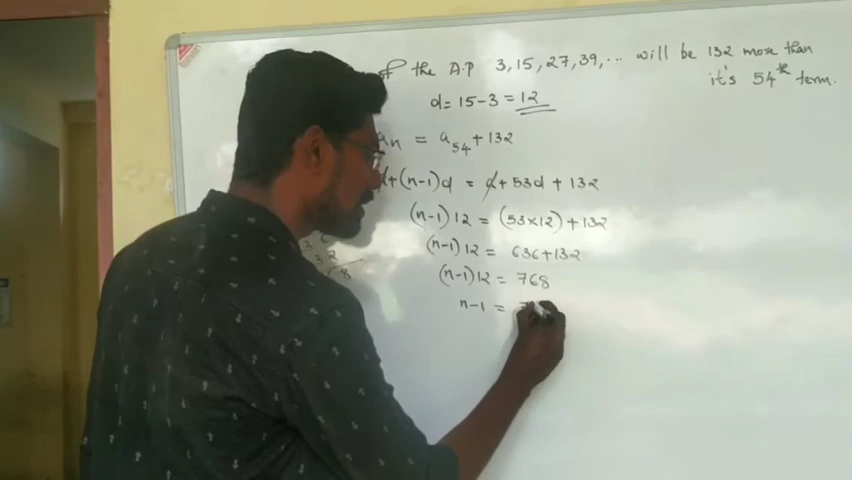 of the A.P 3, 15, 27, 39, ... will be 132 more than
it's 54th term.
d = 15 - 3 = 12
an = a54 + 132
a + (n-1)d = a + 53d + 132
(n-1) 12 = (53×12) + 132
(n-1) 12 = 636 + 132
(n-1) 12 = 768
n-1 =